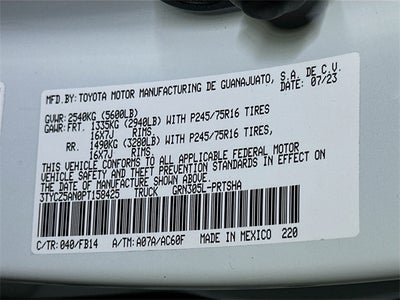 MFD.BY: TOYOTA MOTOR MANUFACTURING DE GUANAJUATO, S.A. DE C.V.
DATE: 07/23
GVWR: 2540KG (5600LB)
GAWR: FRT. 1335KG (2940LB) WITH P245/75R16 TIRES
16X7J RIMS,
RR. 1490KG (3280LB) WITH P245/75R16 TIRES,
16X7J RIMS.
THIS VEHICLE CONFORMS TO ALL APPLICABLE FEDERAL MOTOR
VEHICLE SAFETY AND THEFT PREVENTION STANDARDS IN EFFECT ON
THE DATE OF MANUFACTURE SHOWN ABOVE.
3TYCZ5AN0PT158425 TRUCK GRN305L-PRTSHA
C/TR: 040/FB14 A/TM: A07A/AC60F MADE IN MEXICO 220